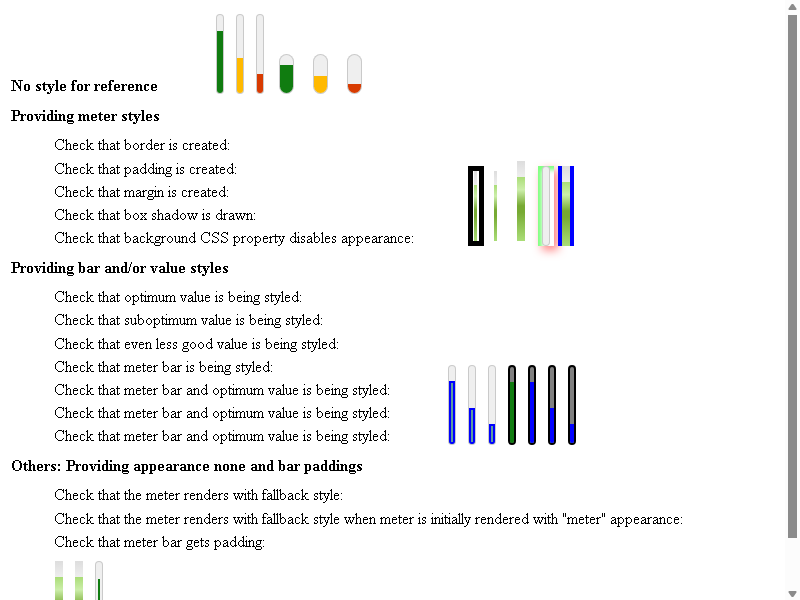 No style for reference
Providing meter styles
Check that border is created:
Check that padding is created:
Check that margin is created:
Check that box shadow is drawn:
Check that background CSS property disables appearance:
Providing bar and/or value styles
Check that optimum value is being styled:
Check that suboptimum value is being styled:
Check that even less good value is being styled:
Check that meter bar is being styled:
Check that meter bar and optimum value is being styled:
Check that meter bar and optimum value is being styled:
Check that meter bar and optimum value is being styled:
Others: Providing appearance none and bar paddings
Check that the meter renders with fallback style:
Check that the meter renders with fallback style when meter is initially rendered with "meter" appearance:
Check that meter bar gets padding: